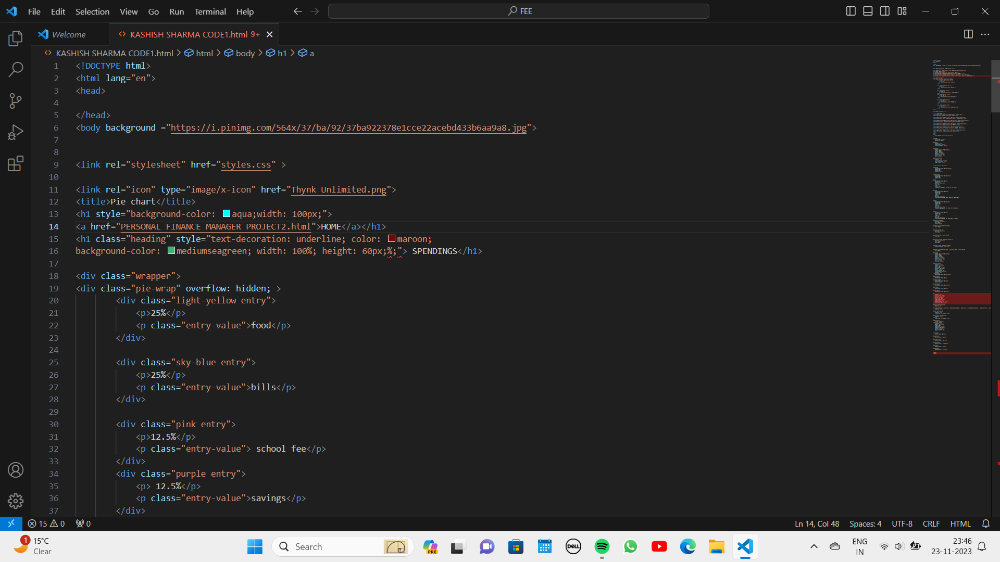 File Edit Selection View Go Run Terminal Help FEE
Welcome KASHISH SHARMA CODE1.html 9+
KASHISH SHARMA CODE1.html > html > body > h1 > a
1 <!DOCTYPE html>
2 <html lang="en">
3 <head>
4
5 </head>
6 <body background ="https://i.pinimg.com/564x/37/ba/92/37ba922378e1cce22acebd433b6aa9a8.jpg">
7
8
9 <link rel="stylesheet" href="styles.css" >
10
11 <link rel="icon" type="image/x-icon" href="Thynk Unlimited.png">
12 <title>Pie chart</title>
13 <h1 style="background-color: aqua;width: 100px;">
14 <a href="PERSONAL FINANCE MANAGER PROJECT2.html">HOME</a></h1>
15 <h1 class="heading" style="text-decoration: underline; color: maroon;
16 background-color: mediumseagreen; width: 100%; height: 60px;%;"> SPENDINGS</h1>
17
18 <div class="wrapper">
19 <div class="pie-wrap" overflow: hidden; >
20 <div class="light-yellow entry">
21 <p>25%</p>
22 <p class="entry-value">food</p>
23 </div>
24
25 <div class="sky-blue entry">
26 <p>25%</p>
27 <p class="entry-value">bills</p>
28 </div>
29
30 <div class="pink entry">
31 <p>12.5%</p>
32 <p class="entry-value"> school fee</p>
33 </div>
34 <div class="purple entry">
35 <p> 12.5%</p>
36 <p class="entry-value">savings</p>
37 </div>
15 0 0 Ln 14, Col 48 Spaces: 4 UTF-8 CRLF HTML
1 15°C Clear
Search PRE DELL
ENG IN
23:46
23-11-2023